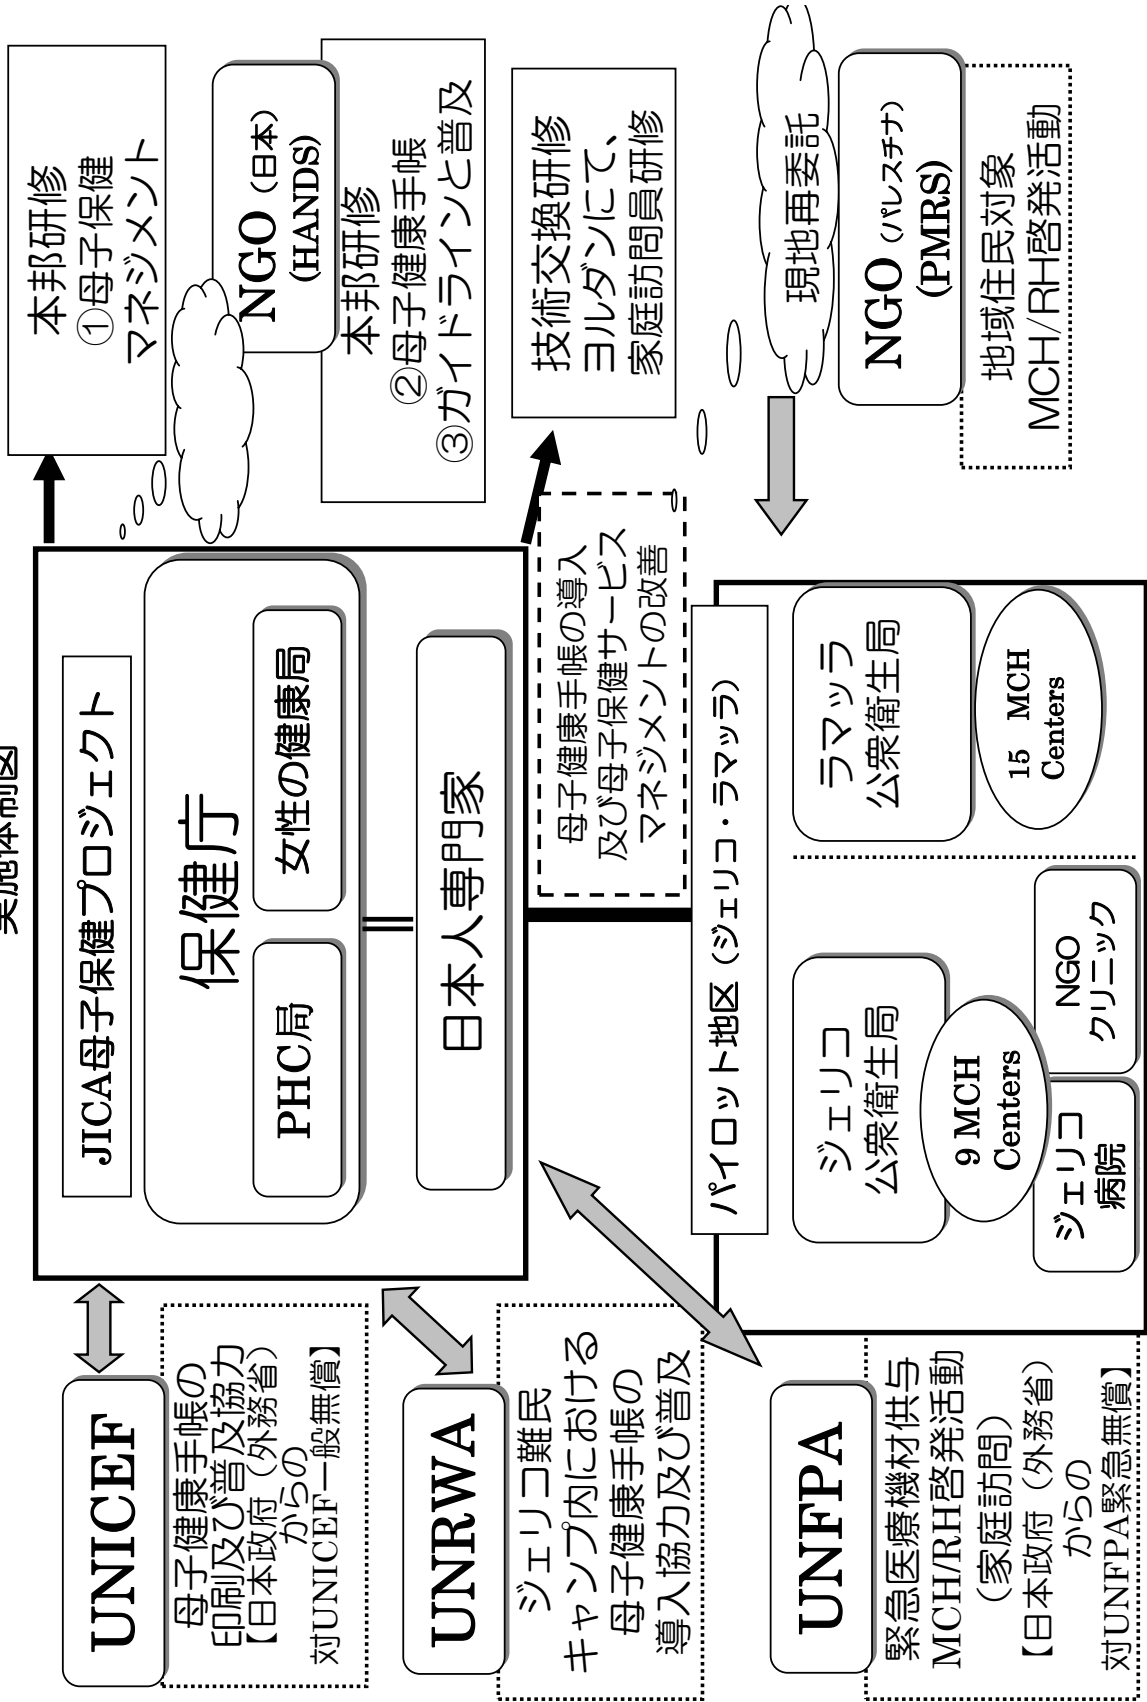 実施体制図
UNICEF
母子健康手帳の
印刷及び普及協力
【日本政府（外務省）
からの
対UNICEF一般無償】
UNRWA
ジェリコ難民
キャンプ内における
母子健康手帳の
導入協力及び普及
UNFPA
緊急医療機材供与
MCH/RH啓発活動
（家庭訪問）
【日本政府（外務省）
からの
対UNFPA緊急無償】
JICA母子保健プロジェクト
保健庁
PHC局
女性の健康局
日本人専門家
母子健康手帳の導入
及び母子保健サービス
マネジメントの改善
パイロット地区（ジェリコ・ラマッラ）
ジェリコ
公衆衛生局
9 MCH
Centers
ジェリコ
病院
NGO
クリニック
ラマッラ
公衆衛生局
15 MCH
Centers
本邦研修
①母子保健
マネジメント
NGO（日本）
(HANDS)
本邦研修
②母子健康手帳
③ガイドラインと普及
技術交換研修
ヨルダンにて、
家庭訪問員研修
現地再委託
NGO（パレスチナ）
(PMRS)
地域住民対象
MCH/RH啓発活動